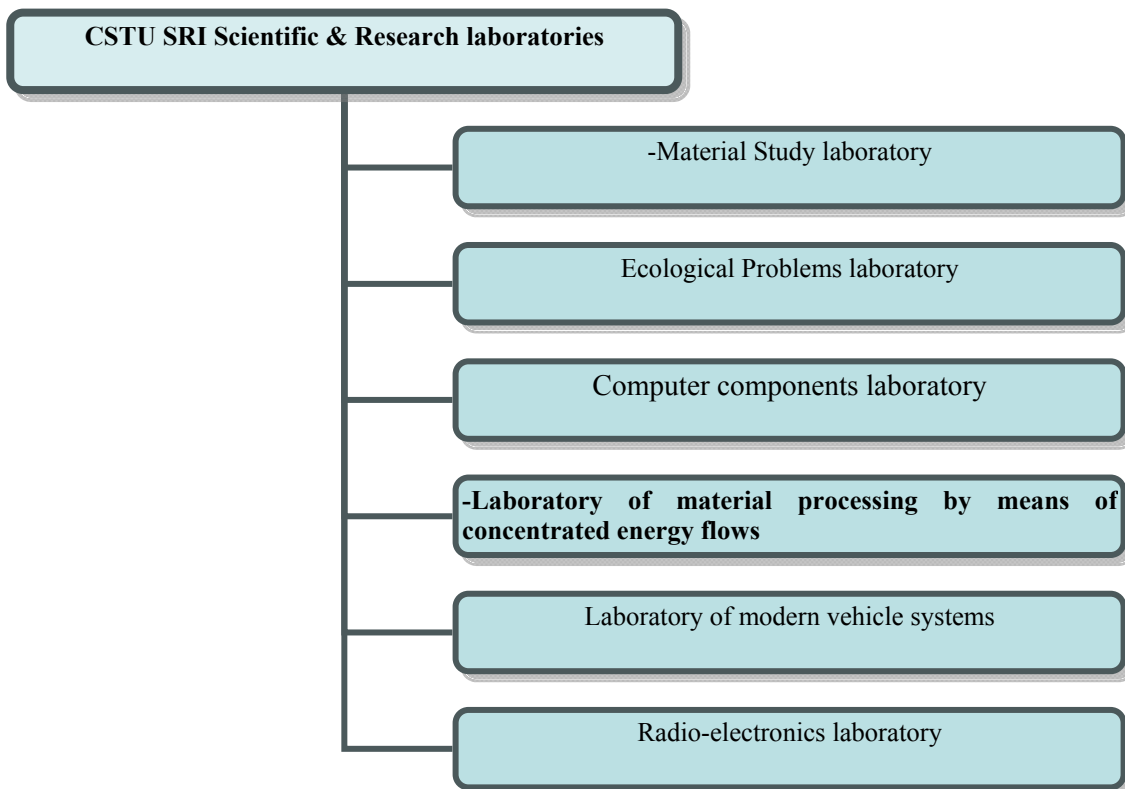 CSTU SRI Scientific & Research laboratories
-Material Study laboratory
Ecological Problems laboratory
Computer components laboratory
-Laboratory of material processing by means of
concentrated energy flows
Laboratory of modern vehicle systems
Radio-electronics laboratory